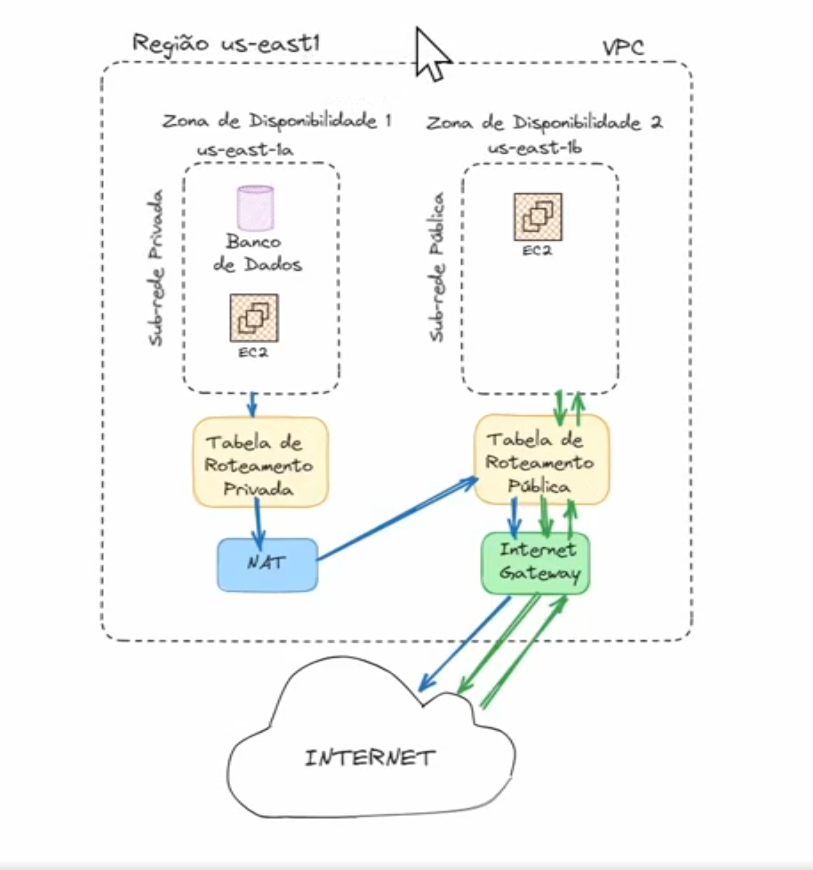 Região us-east1
VPC
Zona de Disponibilidade 1
us-east-1a
Zona de Disponibilidade 2
us-east-1b
Sub-rede Privada
Banco
de Dados
EC2
Sub-rede Pública
EC2
Tabela de
Roteamento
Privada
Tabela de
Roteamento
Pública
NAT
Internet
Gateway
INTERNET